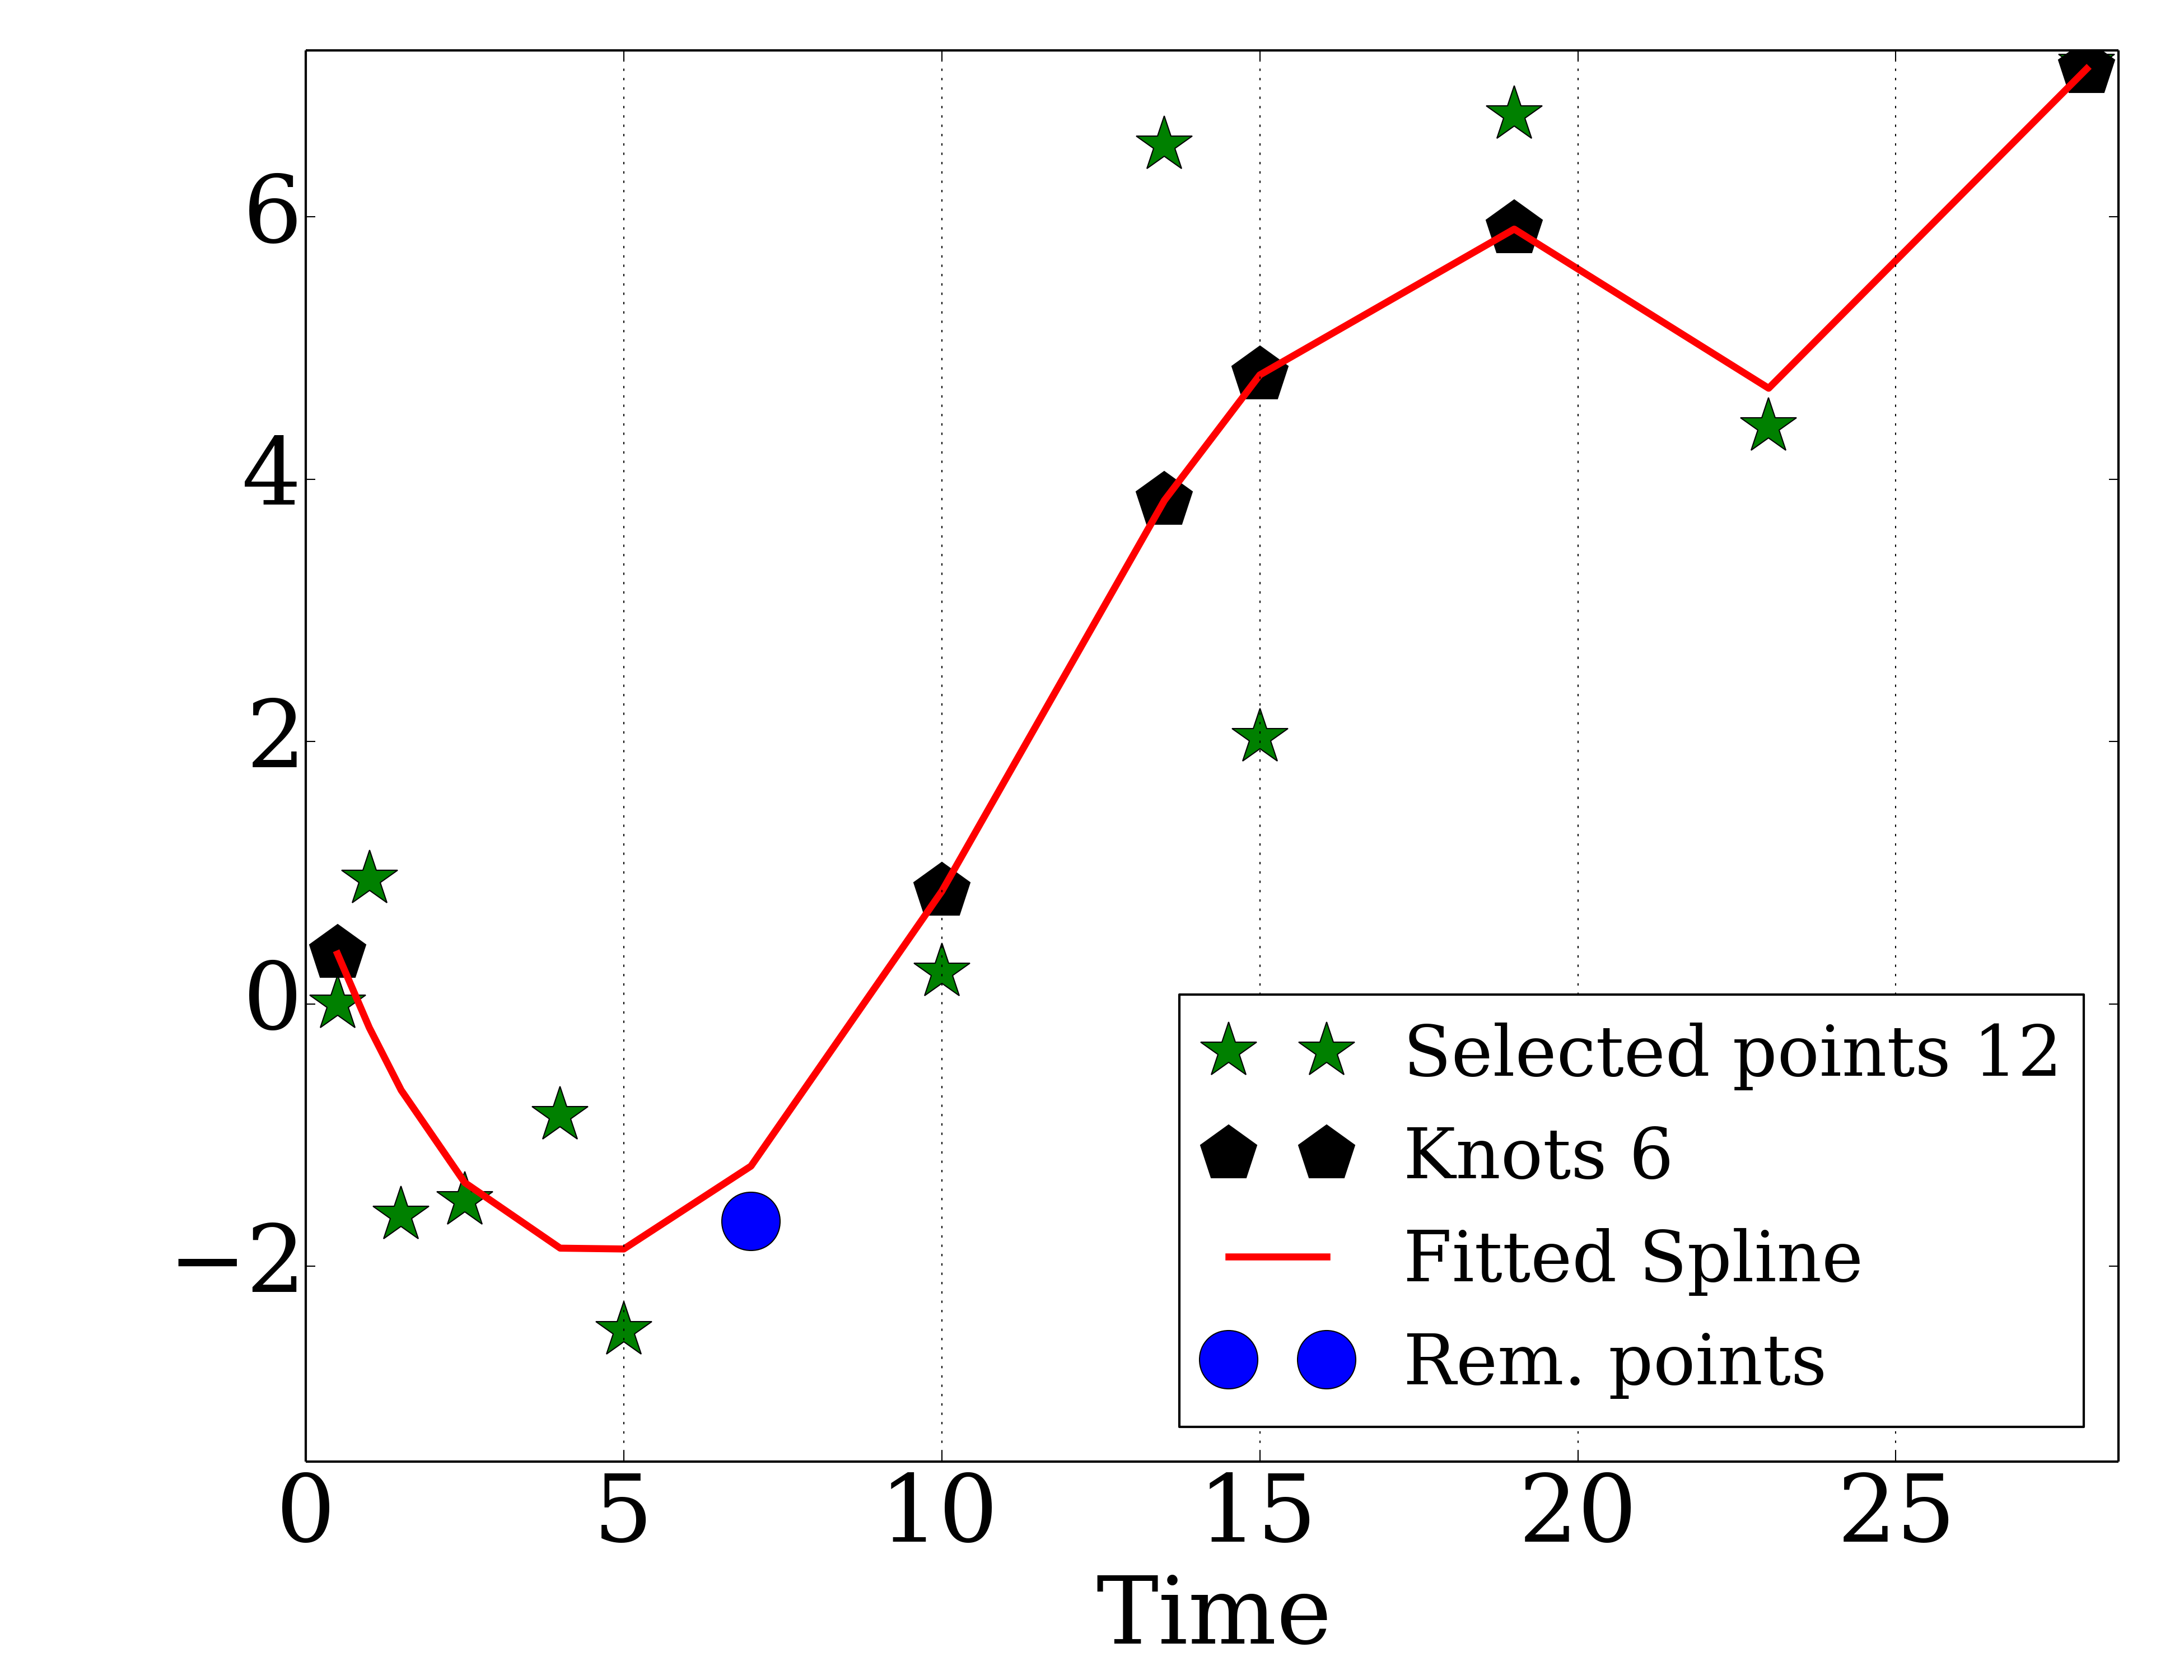 6
4
2
0
−2
Selected points 12
Knots 6
Fitted Spline
Rem. points
0 5 10 15 20 25
Time